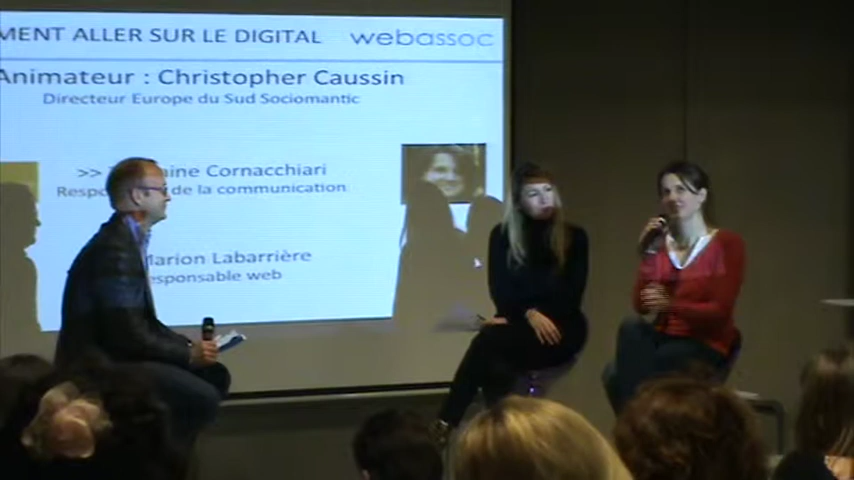 MENT ALLER SUR LE DIGITAL webassoc
Animateur : Christopher Caussin
Directeur Europe du Sud Sociomantic
>> Cornacchiari
de la communication
Marion Labarrière
Responsable web